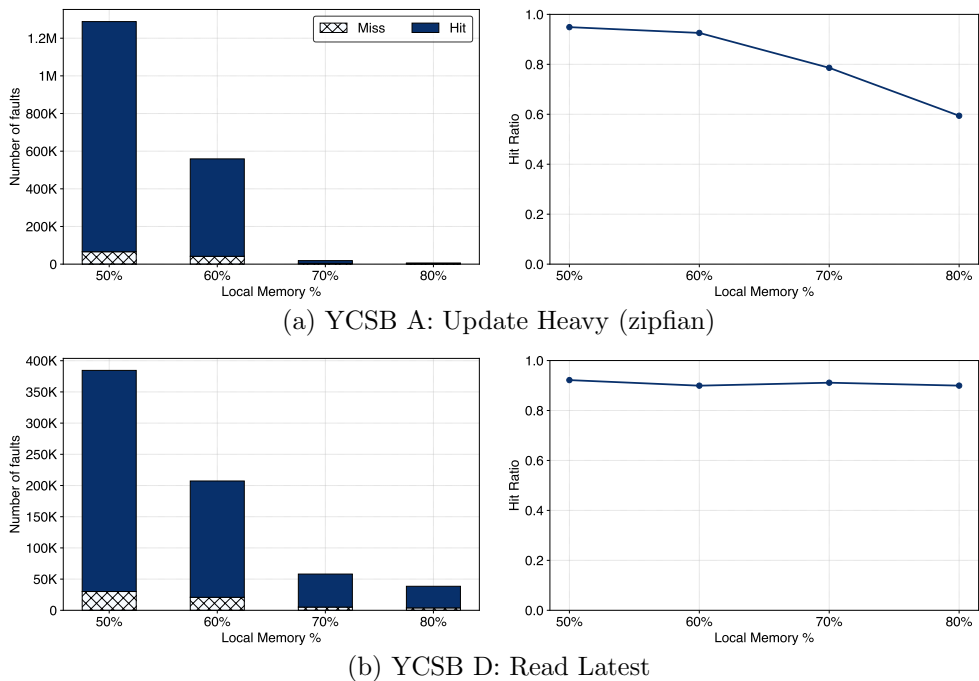 1.2M
1M
800K
600K
400K
200K
0
Number of faults
Miss Hit
50% 60% 70% 80%
Local Memory %
1.0
0.8
0.6
0.4
0.2
0.0
Hit Ratio
50% 60% 70% 80%
Local Memory %
(a) YCSB A: Update Heavy (zipfian)
400K
350K
300K
250K
200K
150K
100K
50K
0
Number of faults
50% 60% 70% 80%
Local Memory %
1.0
0.8
0.6
0.4
0.2
0.0
Hit Ratio
50% 60% 70% 80%
Local Memory %
(b) YCSB D: Read Latest